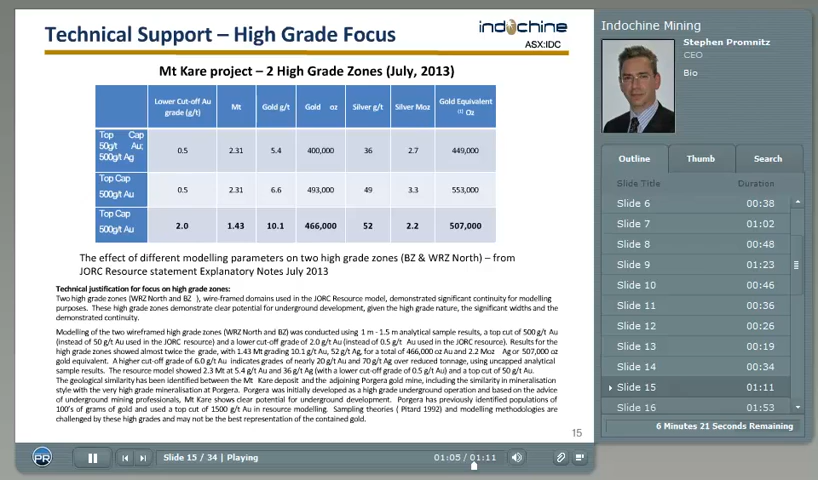 Technical Support – High Grade Focus
indochine
ASX:IDC
Mt Kare project – 2 High Grade Zones (July, 2013)
Lower Cut-off Au grade (g/t) Mt Gold g/t Gold oz Silver g/t Silver Moz Gold Equivalent (1) Oz
Top Cap 50g/t Au; 500g/t Ag 0.5 2.31 5.4 400,000 36 2.7 449,000
Top Cap 500g/t Au 0.5 2.31 6.6 493,000 49 3.3 553,000
Top Cap 500g/t Au 2.0 1.43 10.1 466,000 52 2.2 507,000
The effect of different modelling parameters on two high grade zones (BZ & WRZ North) – from
JORC Resource statement Explanatory Notes July 2013
Technical justification for focus on high grade zones:
Two high grade zones (WRZ North and BZ ), wire-framed domains used in the JORC Resource model, demonstrated significant continuity for modelling
purposes. These high grade zones demonstrate clear potential for underground development, given the high grade nature, the significant widths and the
demonstrated continuity.
Modelling of the two wireframed high grade zones (WRZ North and BZ) was conducted using 1 m - 1.5 m analytical sample results, a top cut of 500 g/t Au
(instead of 50 g/t Au used in the JORC resource) and a lower cut-off grade of 2.0 g/t Au (instead of 0.5 g/t Au used in the JORC resource). Results for the
high grade zones showed almost twice the grade, with 1.43 Mt grading 10.1 g/t Au, 52 g/t Ag, for a total of 466,000 oz Au and 2.2 Moz Ag or 507,000 oz
gold equivalent. A higher cut-off grade of 6.0 g/t Au indicates grades of nearly 20 g/t Au and 70 g/t Ag over reduced tonnage, using uncapped analytical
sample results. The resource model showed 2.3 Mt at 5.4 g/t Au and 36 g/t Ag (with a lower cut-off grade of 0.5 g/t Au) and a top cut of 50 g/t Au.
The geological similarity has been identified between the Mt Kare deposit and the adjoining Porgera gold mine, including the similarity in mineralisation
style with the very high grade mineralisation at Porgera. Porgera was initially developed as a high grade underground operation and based on the advice
of underground mining professionals, Mt Kare shows clear potential for underground development. Porgera has previously identified populations of
100's of grams of gold and used a top cut of 1500 g/t Au in resource modelling. Sampling theories ( Pitard 1992) and modelling methodologies are
challenged by these high grades and may not be the best representation of the contained gold.
15
PR
Slide 15 / 34 | Playing
01:05 / 01:11
Indochine Mining
Stephen Promnitz
CEO
Bio
Outline Thumb Search
Slide Title Duration
Slide 6 00:38
Slide 7 01:02
Slide 8 00:48
Slide 9 01:23
Slide 10 00:46
Slide 11 00:36
Slide 12 00:26
Slide 13 00:19
Slide 14 00:34
Slide 15 01:11
Slide 16 01:53
6 Minutes 21 Seconds Remaining